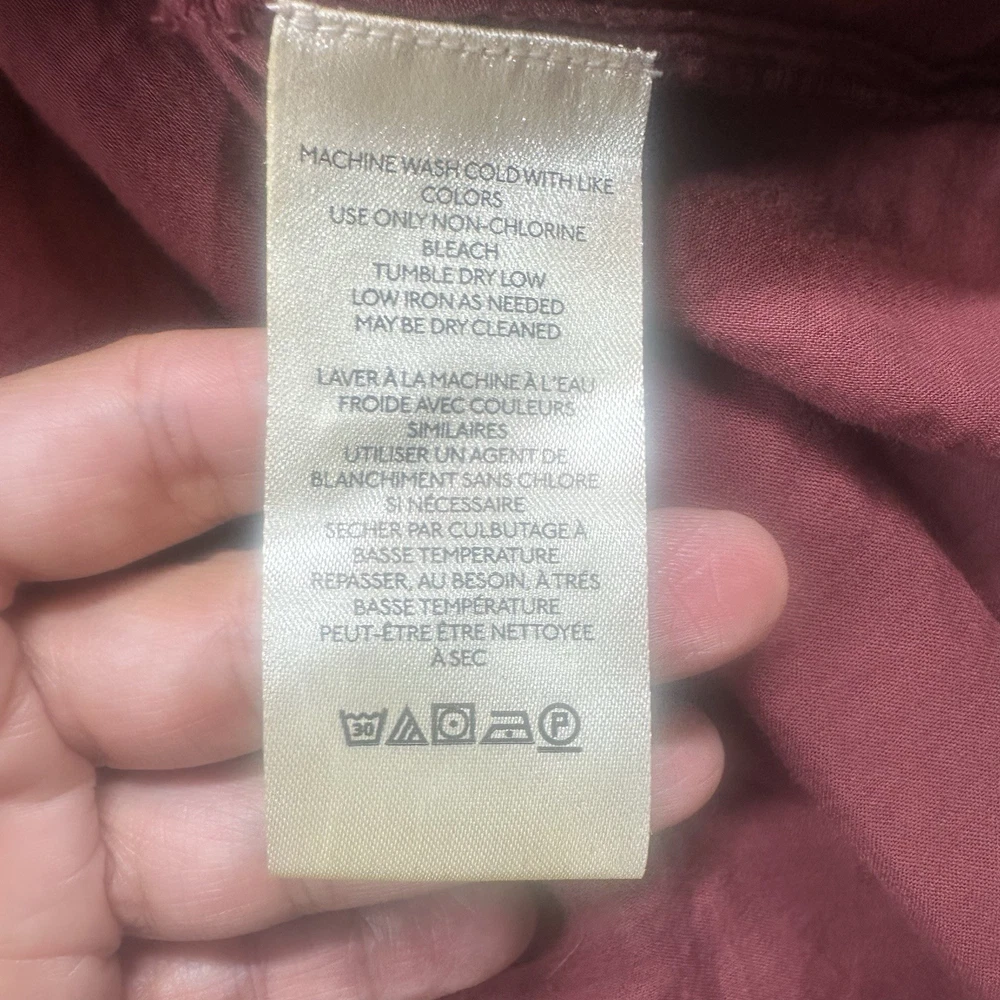 MACHINE WASH COLD WITH LIKE
COLORS
USE ONLY NON-CHLORINE
BLEACH
TUMBLE DRY LOW
LOW IRON AS NEEDED
MAY BE DRY CLEANED
LAVER À LA MACHINE À L'EAU
FROIDE AVEC COULEURS
SIMILAIRES
UTILISER UN AGENT DE
BLANCHIMENT SANS CHLORE
SI NÉCESSAIRE
SECHER PAR CULBUTAGE À
BASSE TEMPÉRATURE
REPASSER, AU BESOIN, À TRÉS
BASSE TEMPÉRATURE
PEUT-ÊTRE ÊTRE NETTOYÉE
À SEC
30 P